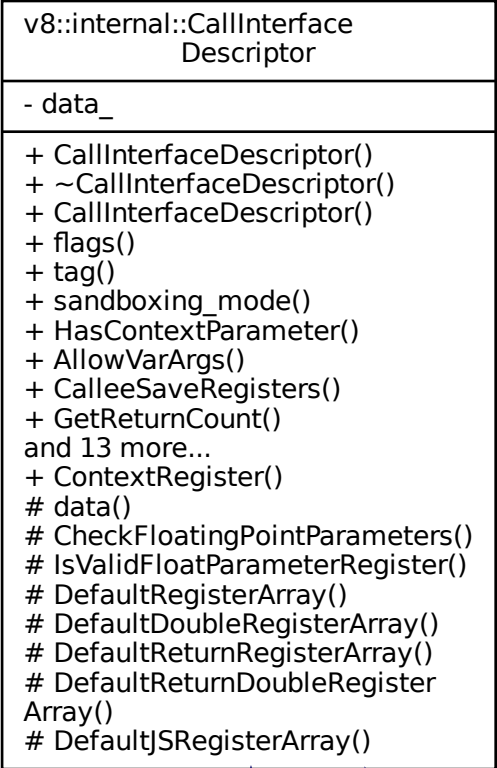 v8::internal::CallInterface
Descriptor
- data_
+ CallInterfaceDescriptor()
+ ~CallInterfaceDescriptor()
+ CallInterfaceDescriptor()
+ flags()
+ tag()
+ sandboxing_mode()
+ HasContextParameter()
+ AllowVarArgs()
+ CalleeSaveRegisters()
+ GetReturnCount()
and 13 more...
+ ContextRegister()
# data()
# CheckFloatingPointParameters()
# IsValidFloatParameterRegister()
# DefaultRegisterArray()
# DefaultDoubleRegisterArray()
# DefaultReturnRegisterArray()
# DefaultReturnDoubleRegister
Array()
# DefaultJSRegisterArray()